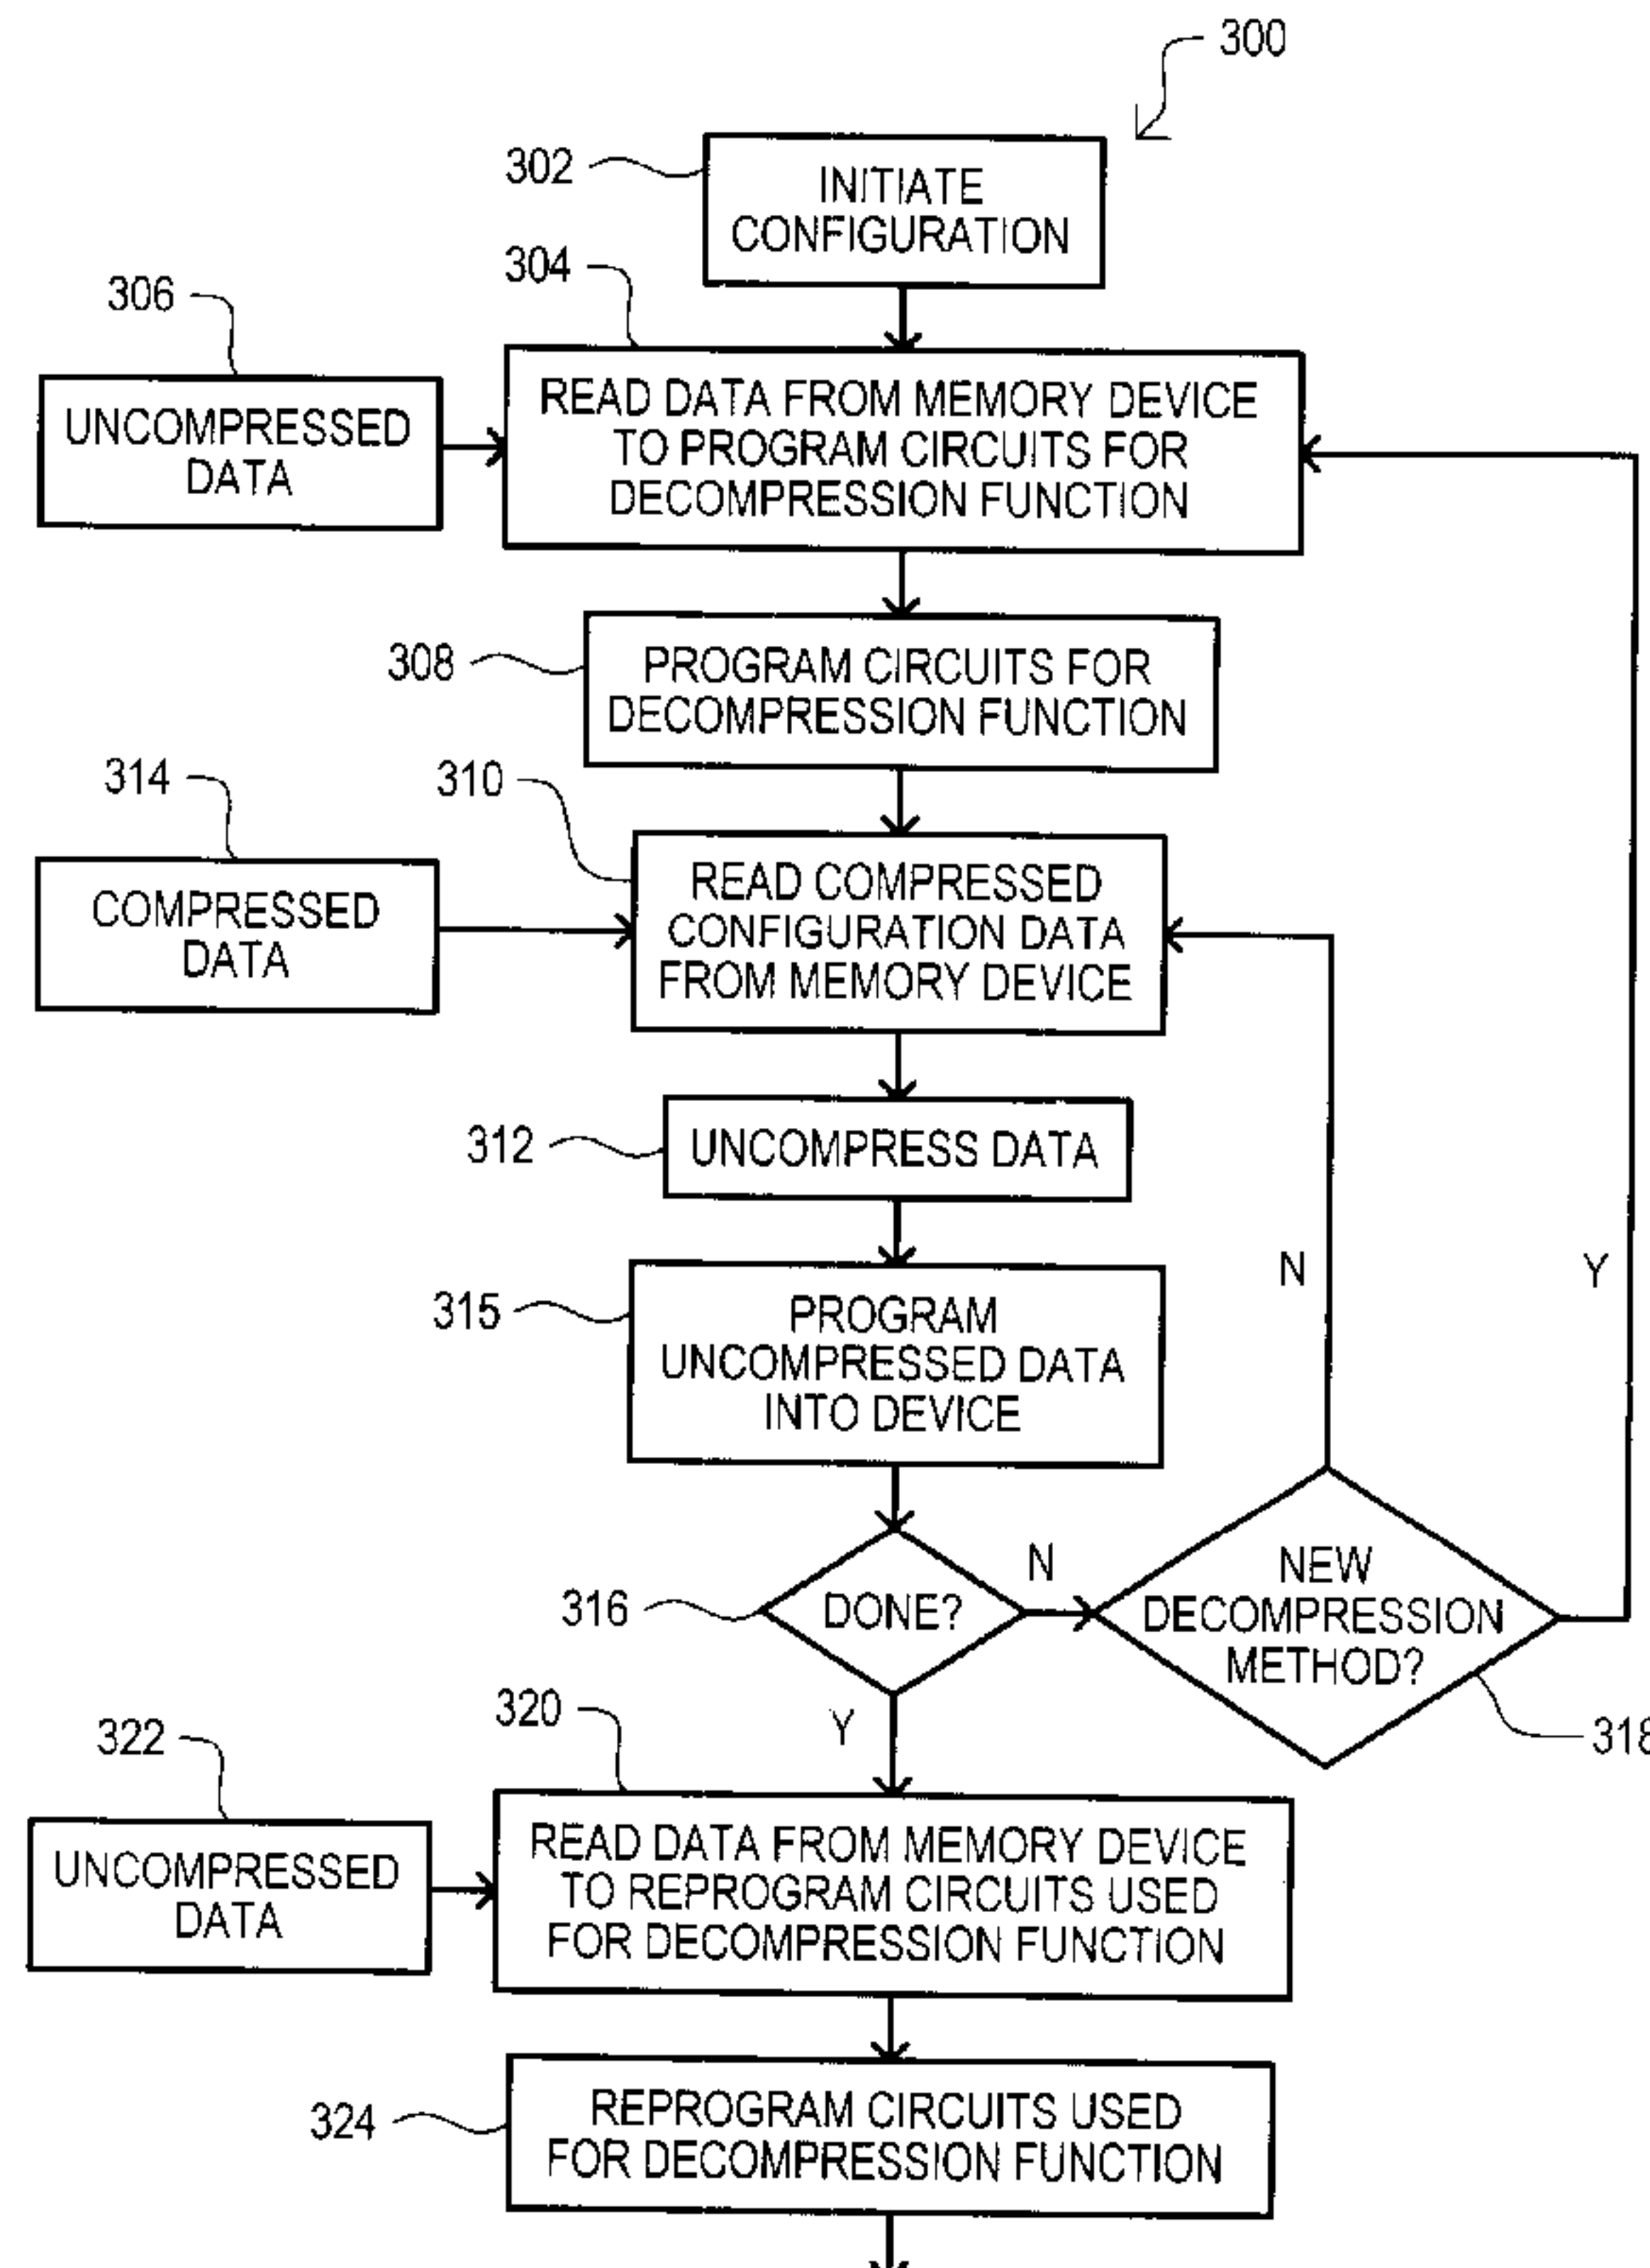 300
302
INITIATE
CONFIGURATION
304
306
UNCOMPRESSED
DATA
READ DATA FROM MEMORY DEVICE
TO PROGRAM CIRCUITS FOR
DECOMPRESSION FUNCTION
308
PROGRAM CIRCUITS FOR
DECOMPRESSION FUNCTION
314
310
COMPRESSED
DATA
READ COMPRESSED
CONFIGURATION DATA
FROM MEMORY DEVICE
312
UNCOMPRESS DATA
N
Y
315
PROGRAM
UNCOMPRESSED DATA
INTO DEVICE
316
DONE?
N
NEW
DECOMPRESSION
METHOD?
318
Y
320
322
UNCOMPRESSED
DATA
READ DATA FROM MEMORY DEVICE
TO REPROGRAM CIRCUITS USED
FOR DECOMPRESSION FUNCTION
324
REPROGRAM CIRCUITS USED
FOR DECOMPRESSION FUNCTION